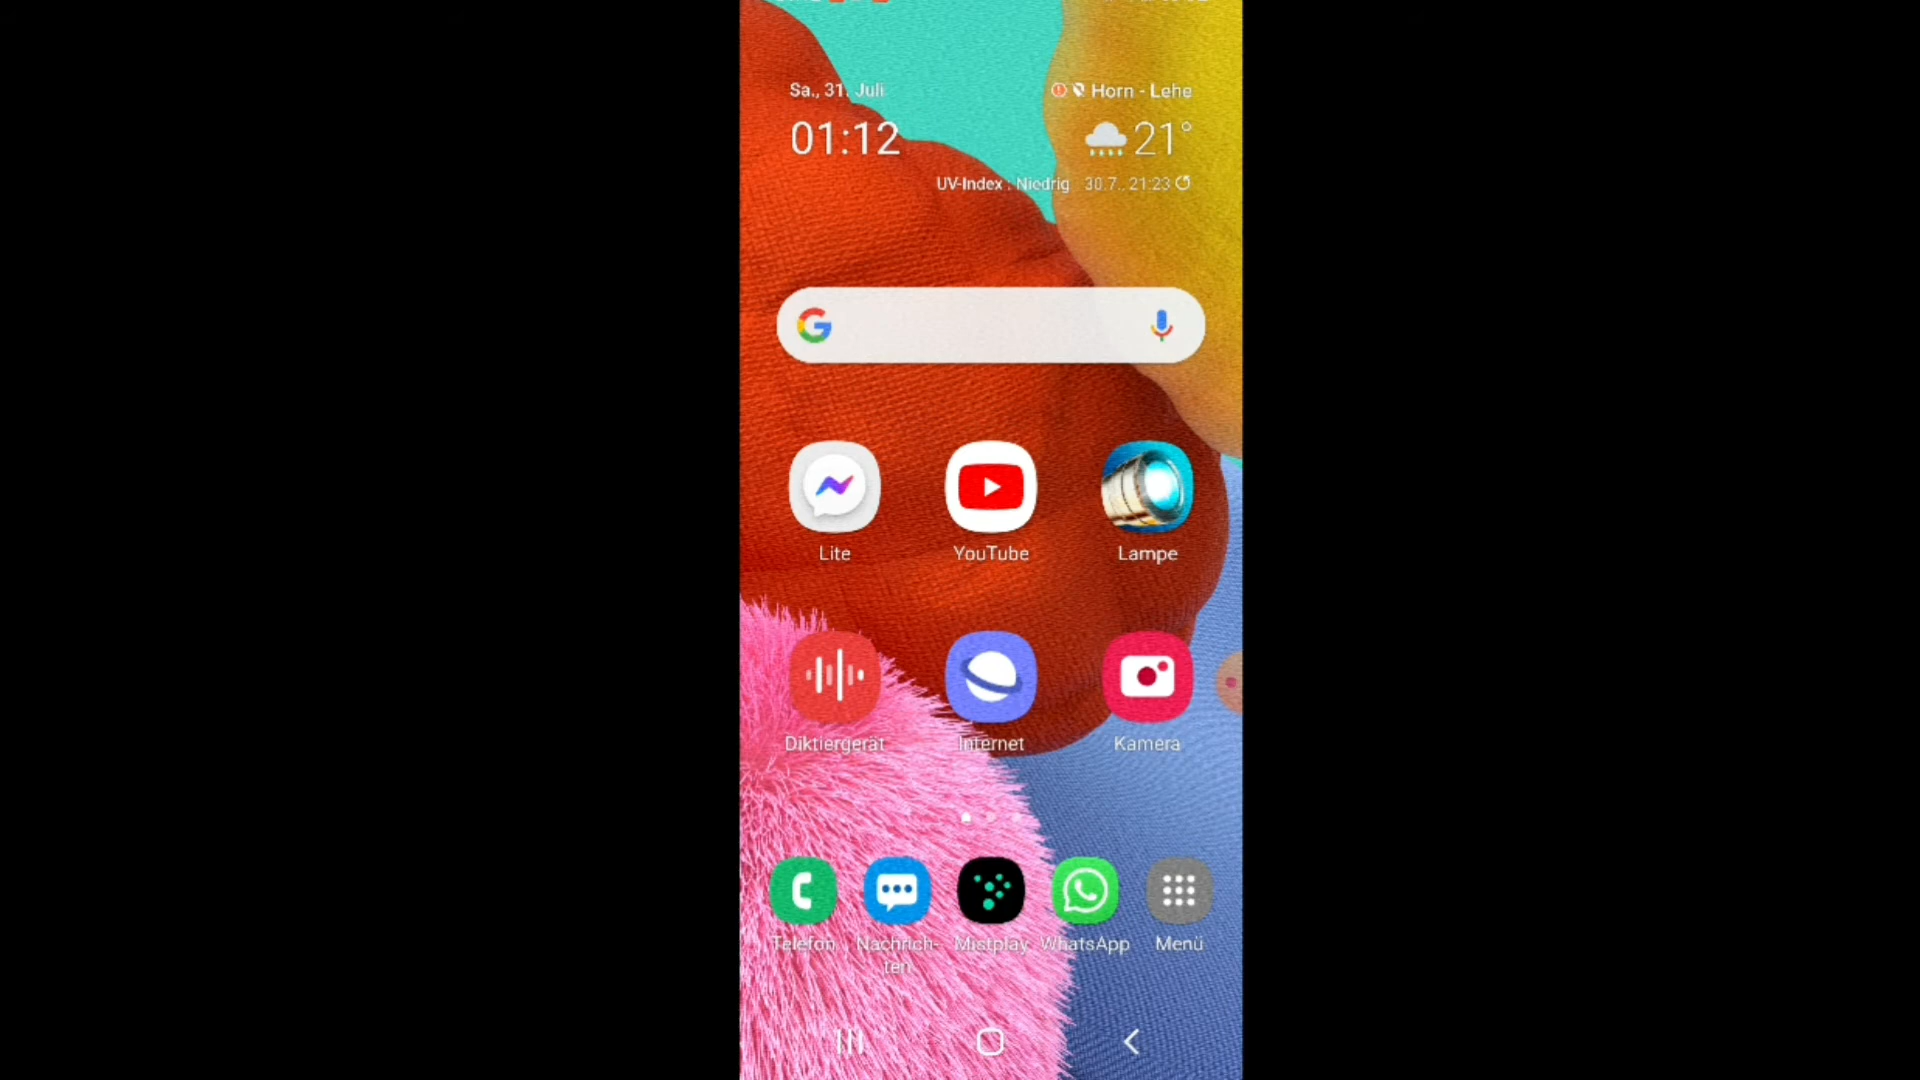 Sa., 31. Juli
Horn - Lehe
01:12
21°
UV-Index . Niedrig 30.7., 21:23
Lite
YouTube
Lampe
Diktiergerät
Internet
Kamera
Telefon
Nachrich-
ten
Mistplay
WhatsApp
Menü